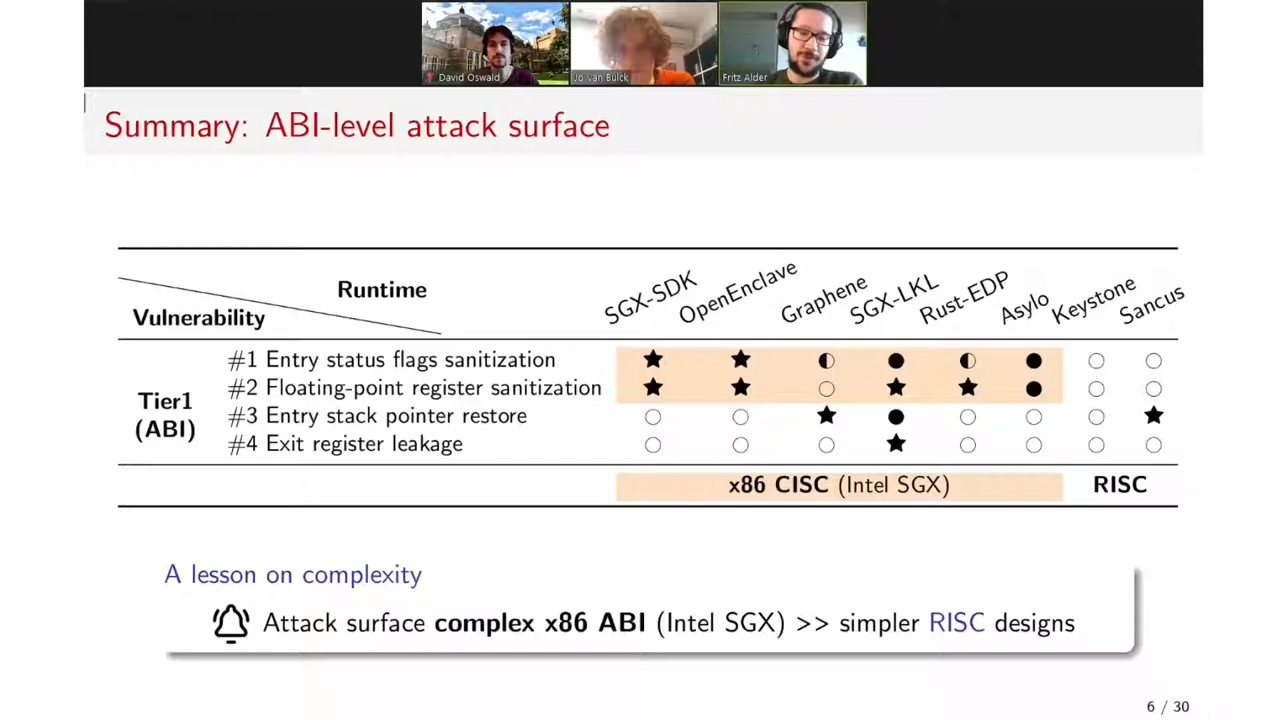 David Oswald
Jo Van Bulck
Fritz Alder
Summary: ABI-level attack surface
Runtime
Vulnerability
SGX-SDK
OpenEnclave
Graphene
SGX-LKL
Rust-EDP
Asylo
Keystone
Sancus
Tier1
(ABI)
#1 Entry status flags sanitization ★ ★ ◐ ● ◐ ● ○ ○
#2 Floating-point register sanitization ★ ★ ○ ★ ★ ● ○ ○
#3 Entry stack pointer restore ○ ○ ★ ● ○ ○ ○ ★
#4 Exit register leakage ○ ○ ○ ★ ○ ○ ○ ○
x86 CISC (Intel SGX)
RISC
A lesson on complexity
Attack surface complex x86 ABI (Intel SGX) >> simpler RISC designs
6 / 30